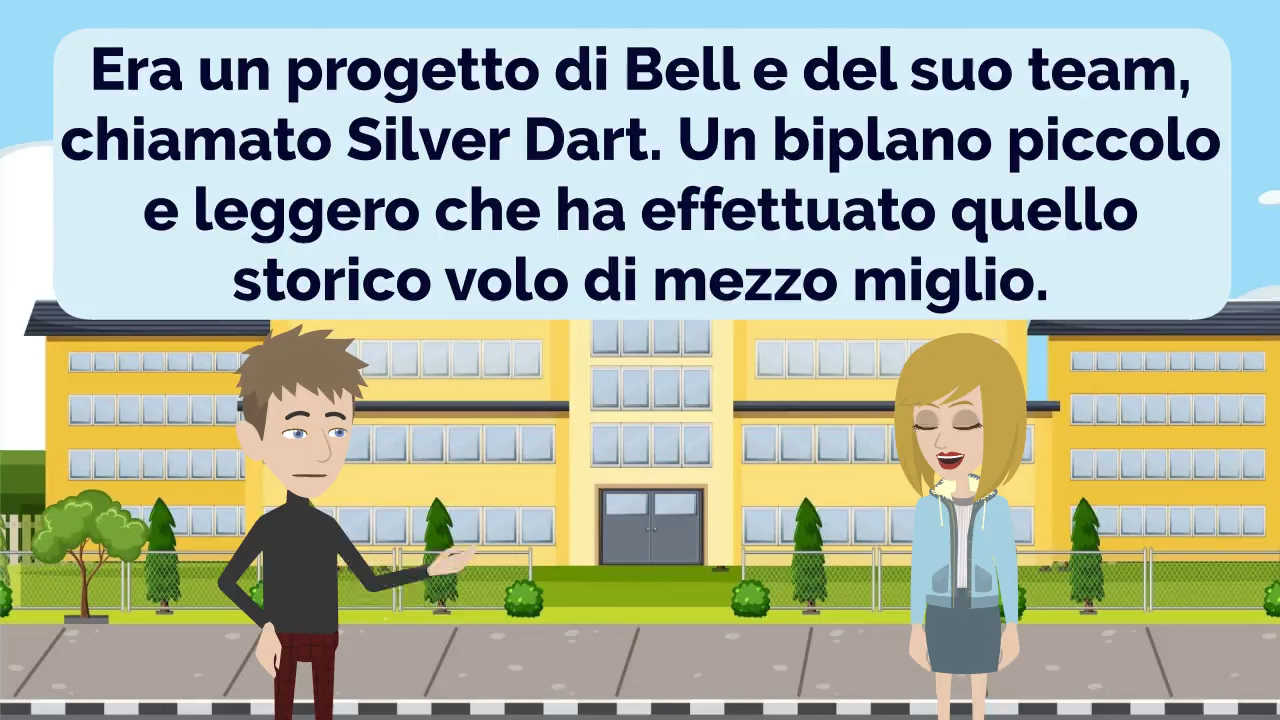 Era un progetto di Bell e del suo team,
chiamato Silver Dart. Un biplano piccolo
e leggero che ha effettuato quello
storico volo di mezzo miglio.